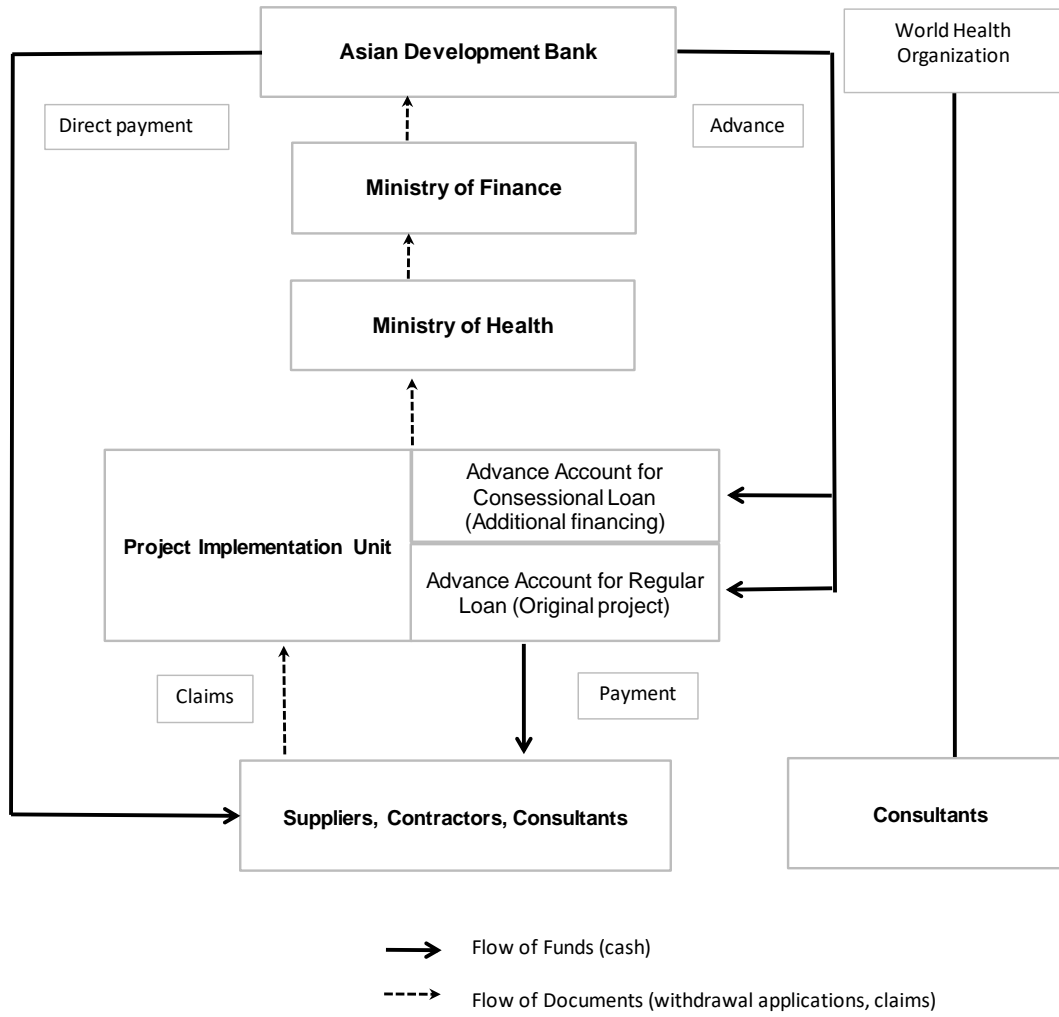 Asian Development Bank
World Health
Organization
Direct payment
Advance
Ministry of Finance
Ministry of Health
Project Implementation Unit
Advance Account for
Consessional Loan
(Additional financing)
Advance Account for Regular
Loan (Original project)
Claims
Payment
Suppliers, Contractors, Consultants
Consultants
Flow of Funds (cash)
Flow of Documents (withdrawal applications, claims)